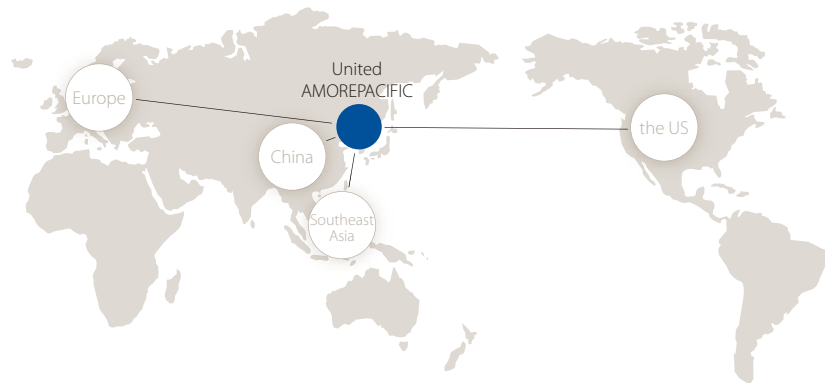 United
AMOREPACIFIC
Europe
the US
China
Southeast
Asia